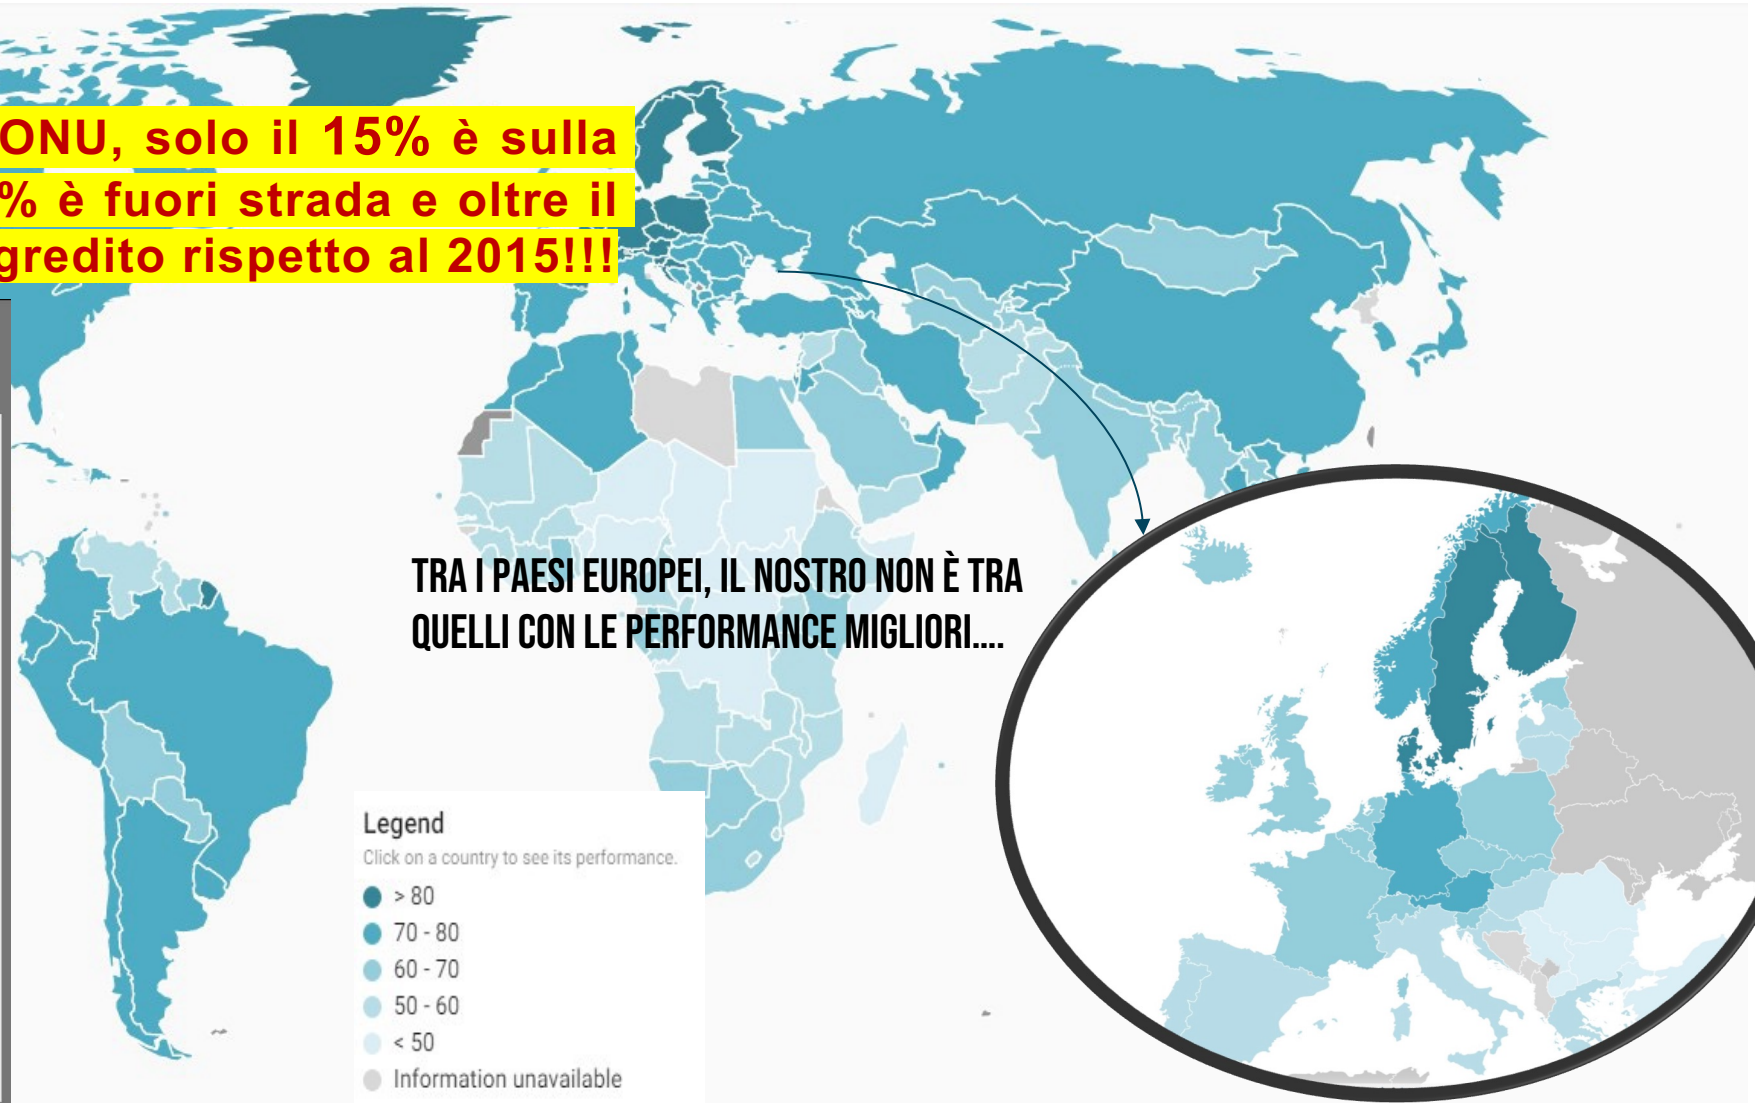 ONU, solo il 15% è sulla
% è fuori strada e oltre il
gredito rispetto al 2015!!!
TRA I PAESI EUROPEI, IL NOSTRO NON È TRA
QUELLI CON LE PERFORMANCE MIGLIORI....
Legend
Click on a country to see its performance.
> 80
70 - 80
60 - 70
50 - 60
< 50
Information unavailable